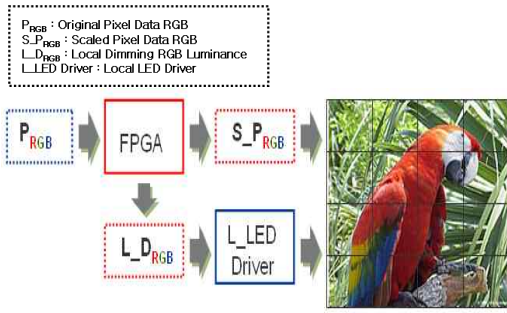 P_RGB : Original Pixel Data RGB
S_P_RGB : Scaled Pixel Data RGB
L_D_RGB : Local Dimming RGB Luminance
L_LED Driver : Local LED Driver
P_RGB
FPGA
S_P_RGB
L_D_RGB
L_LED
Driver